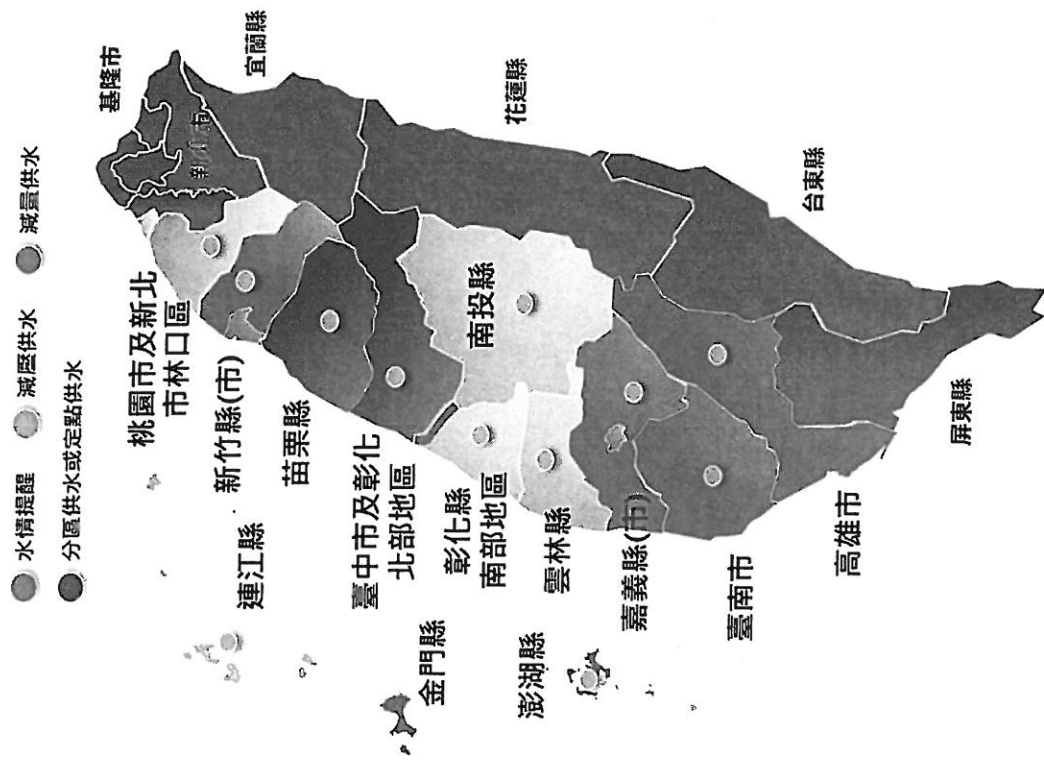 水情提醒
減壓供水
減量供水
分區供水或定點供水
基隆市
宜蘭縣
新北市
桃園市及新北
市林口區
新竹縣(市)
苗栗縣
連江縣
臺中市及彰化
北部地區
花蓮縣
南投縣
彰化縣
南部地區
金門縣
雲林縣
澎湖縣
嘉義縣(市)
臺南市
台東縣
高雄市
屏東縣